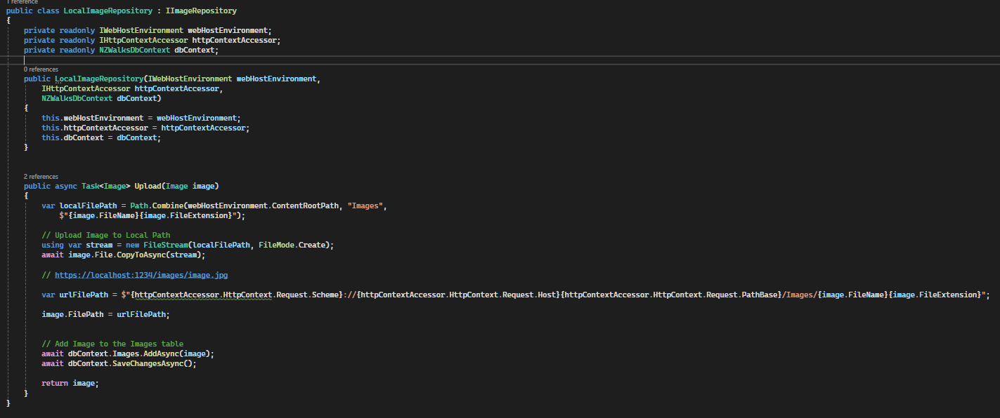 1 reference
public class LocalImageRepository : IImageRepository
{
private readonly IWebHostEnvironment webHostEnvironment;
private readonly IHttpContextAccessor httpContextAccessor;
private readonly NZWalksDbContext dbContext;
0 references
public LocalImageRepository(IWebHostEnvironment webHostEnvironment,
IHttpContextAccessor httpContextAccessor,
NZWalksDbContext dbContext)
{
this.webHostEnvironment = webHostEnvironment;
this.httpContextAccessor = httpContextAccessor;
this.dbContext = dbContext;
}
2 references
public async Task<Image> Upload(Image image)
{
var localFilePath = Path.Combine(webHostEnvironment.ContentRootPath, "Images",
$"{image.FileName}{image.FileExtension}");
// Upload Image to Local Path
using var stream = new FileStream(localFilePath, FileMode.Create);
await image.File.CopyToAsync(stream);
// https://localhost:1234/images/image.jpg
var urlFilePath = $"{httpContextAccessor.HttpContext.Request.Scheme}://{httpContextAccessor.HttpContext.Request.Host}{httpContextAccessor.HttpContext.Request.PathBase}/Images/{image.FileName}{image.FileExtension}";
image.FilePath = urlFilePath;
// Add Image to the Images table
await dbContext.Images.AddAsync(image);
await dbContext.SaveChangesAsync();
return image;
}
}